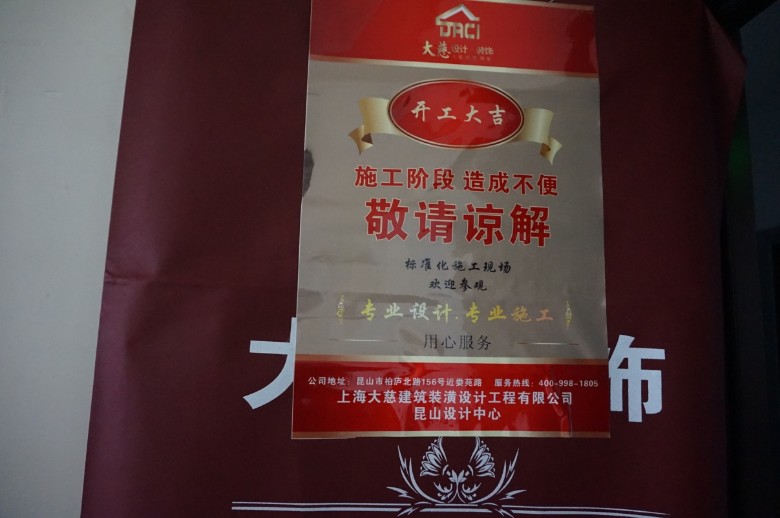 DACI
大慈设计 装饰
开工大吉
施工阶段 造成不便
敬请谅解
标准化施工现场
欢迎参观
专业设计.专业施工
用心服务
大 饰
公司地址：昆山市柏庐北路156号近娄苑路 服务热线：400-998-1805
上海大慈建筑装潢设计工程有限公司
昆山设计中心